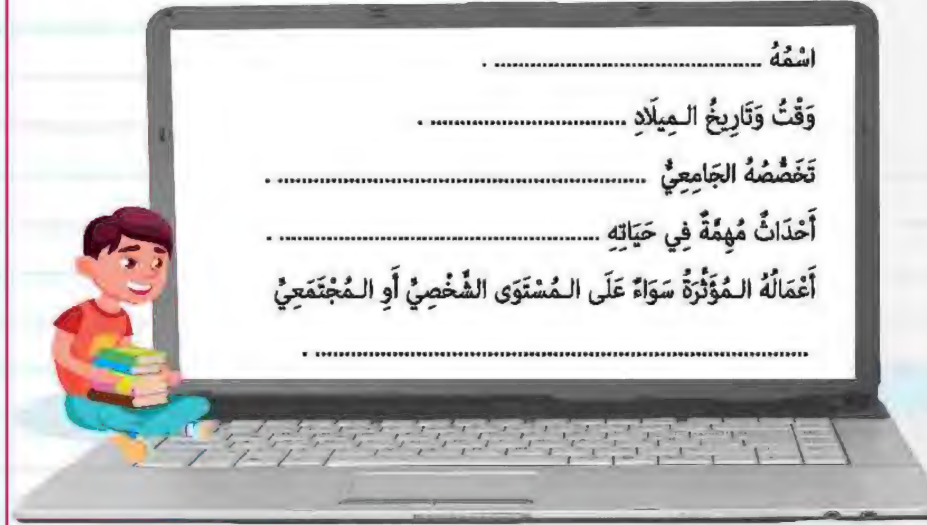 اسْمُهُ ............................................. .
وَقْتُ وَتَارِيخُ الـمِيلَادِ ................................. .
تَخَصُّصُهُ الجَامِعِيُّ ............................................................... .
أَحْدَاثٌ مُهِمَّةٌ فِي حَيَاتِهِ ....................................................... .
أَعْمَالُهُ الـمُؤَثِّرَةُ سَوَاءٌ عَلَى الـمُسْتَوَى الشَّخْصِيِّ أَوِ الـمُجْتَمَعِيِّ
................................................................................... .